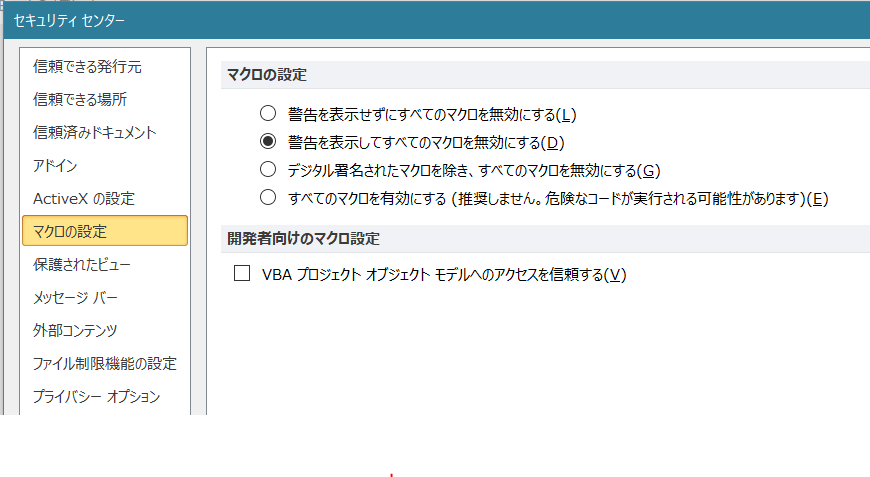 セキュリティ センター
信頼できる発行元
信頼できる場所
信頼済みドキュメント
アドイン
ActiveX の設定
マクロの設定
保護されたビュー
メッセージ バー
外部コンテンツ
ファイル制限機能の設定
プライバシー オプション
マクロの設定
警告を表示せずにすべてのマクロを無効にする(L)
警告を表示してすべてのマクロを無効にする(D)
デジタル署名されたマクロを除き、すべてのマクロを無効にする(G)
すべてのマクロを有効にする (推奨しません。危険なコードが実行される可能性があります)(E)
開発者向けのマクロ設定
VBA プロジェクト オブジェクト モデルへのアクセスを信頼する(V)